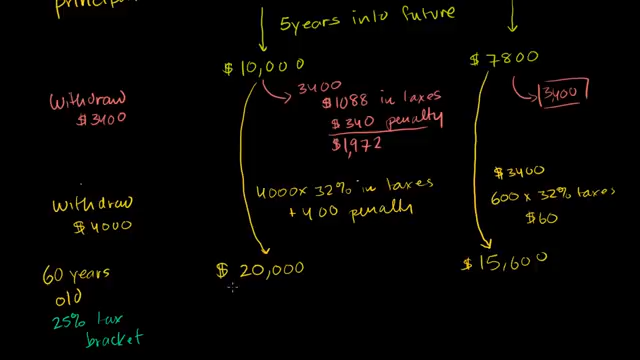 5 years into future
$10,000
$7800
withdraw
$3400
3400
$1088 in taxes
$340 penalty
$1,972
3,400
withdraw
$4000
4000 x 32% in taxes
+ 400 penalty
$3400
600 x 32% taxes
$60
60 years
old
25% tax
bracket
$20,000
$15,600